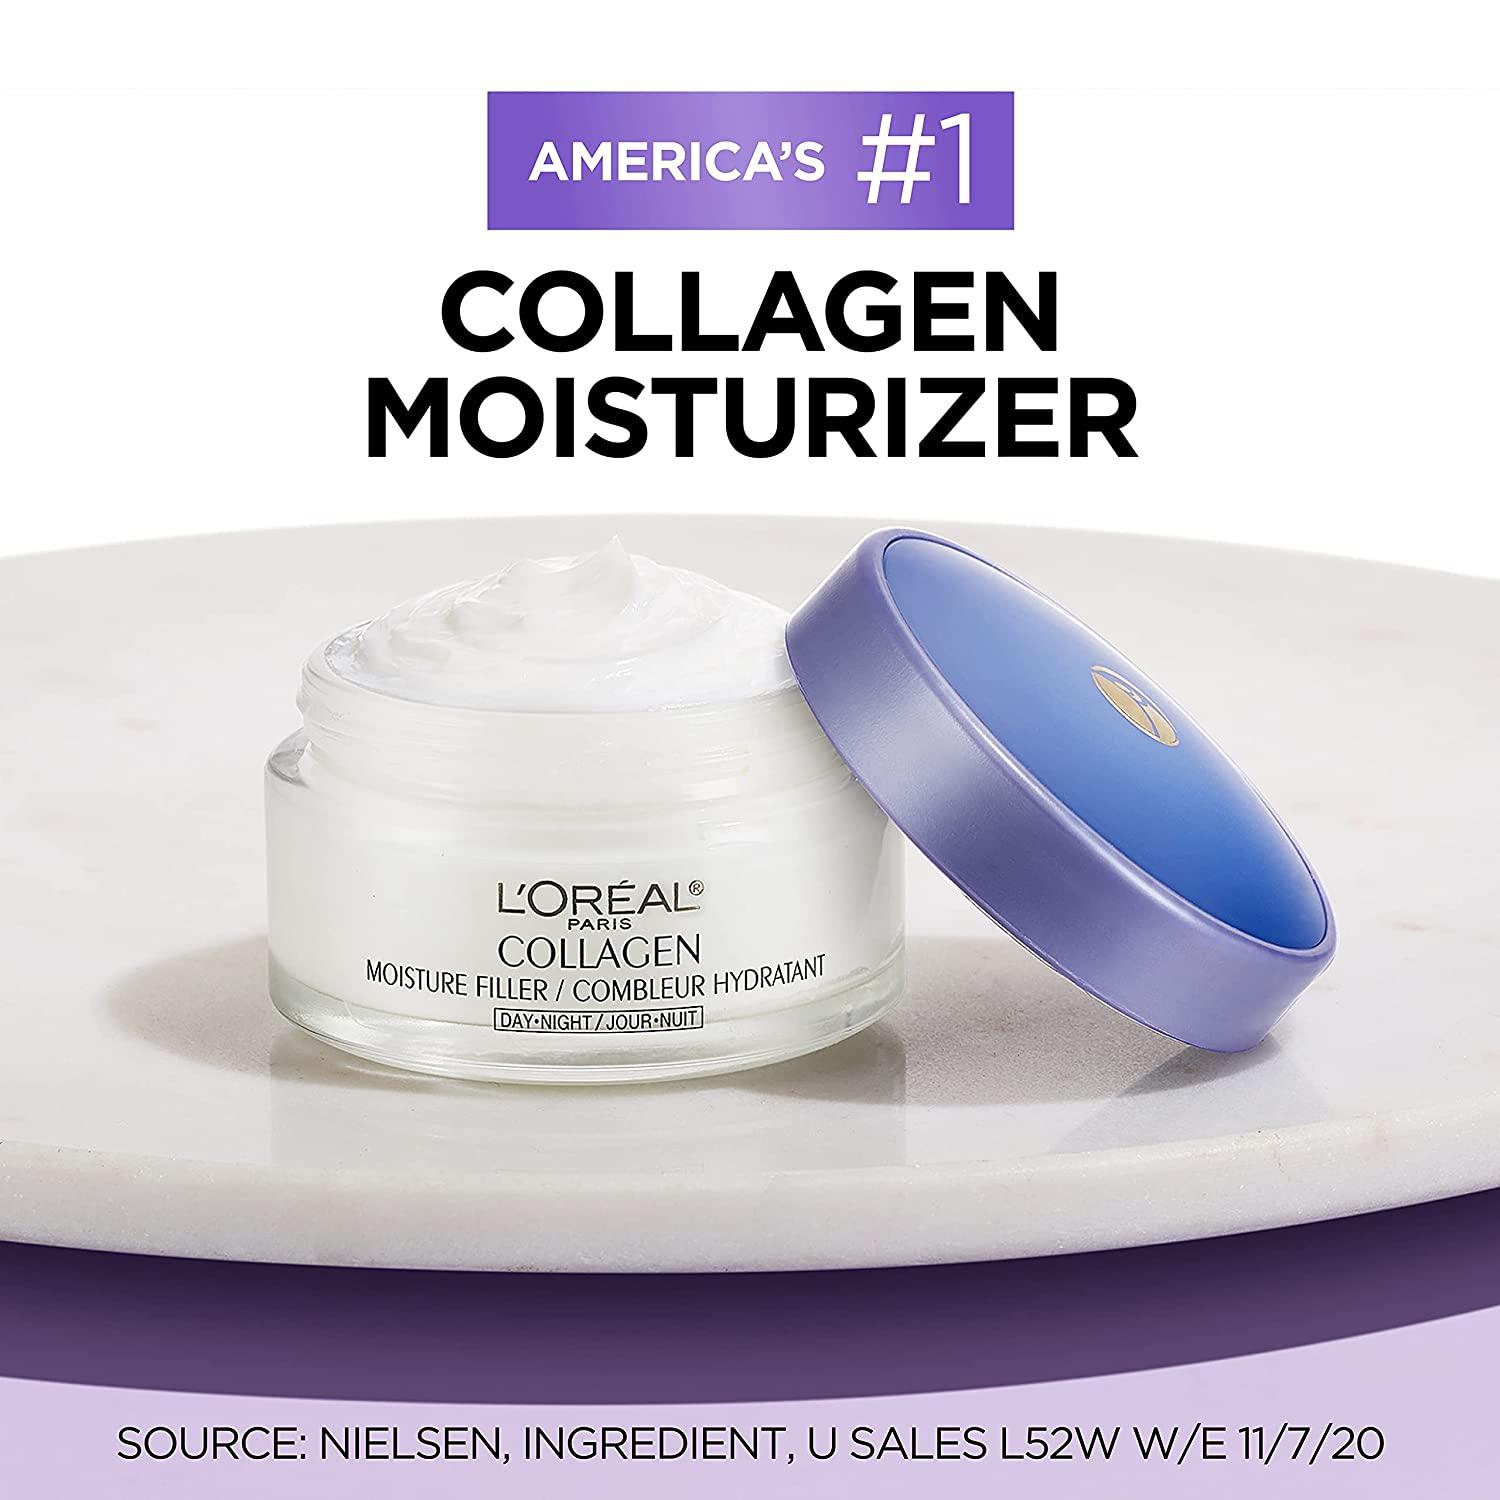 AMERICA'S #1
COLLAGEN
MOISTURIZER
L'ORÉAL®
PARIS
COLLAGEN
MOISTURE FILLER / COMBLEUR HYDRATANT
DAY•NIGHT/JOUR•NUIT
SOURCE: NIELSEN, INGREDIENT, U SALES L52W W/E 11/7/20